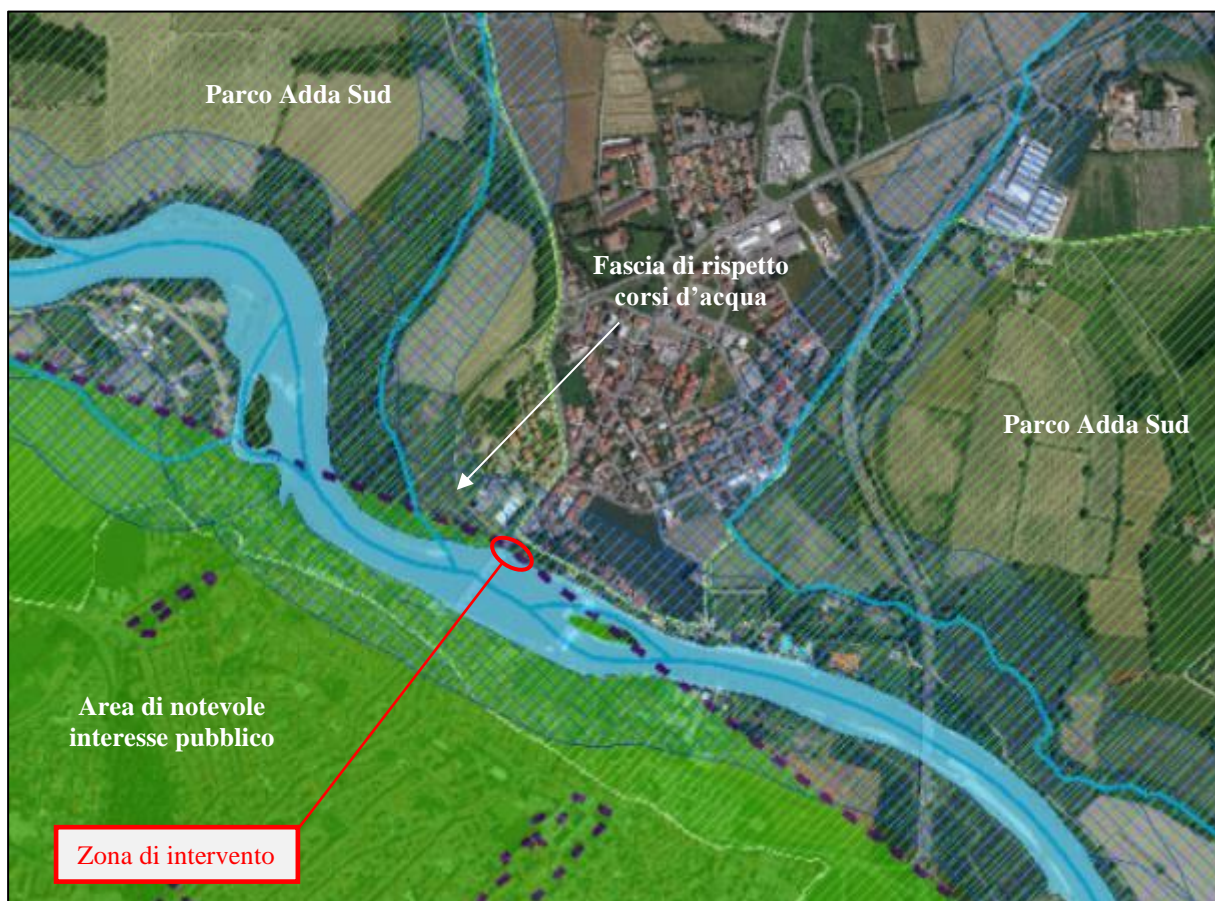 Parco Adda Sud
Fascia di rispetto
corsi d’acqua
Parco Adda Sud
Area di notevole
interesse pubblico
Zona di intervento